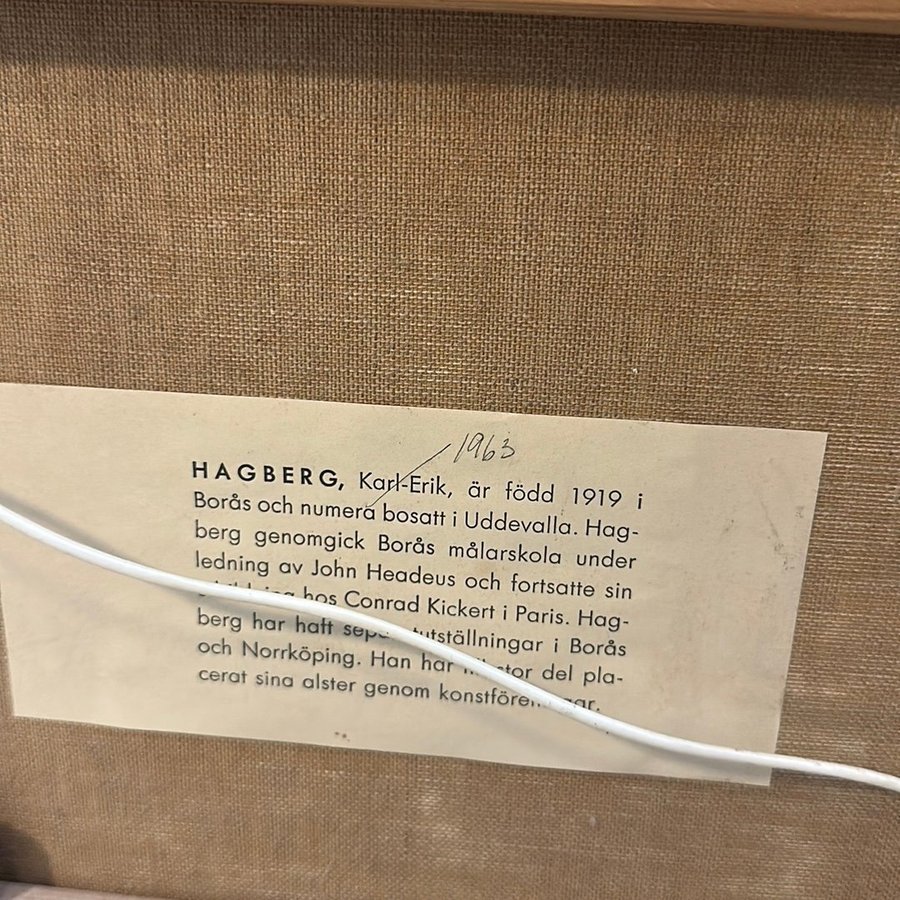 1963
HAGBERG, Karl-Erik, är född 1919 i
Borås och numera bosatt i Uddevalla. Hag-
berg genomgick Borås målarskola under
ledning av John Headeus och fortsatte sin
hos Conrad Kickert i Paris. Hag-
berg har haft i Borås
och Norrköping. Han har stor del pla-
cerat sina alster genom